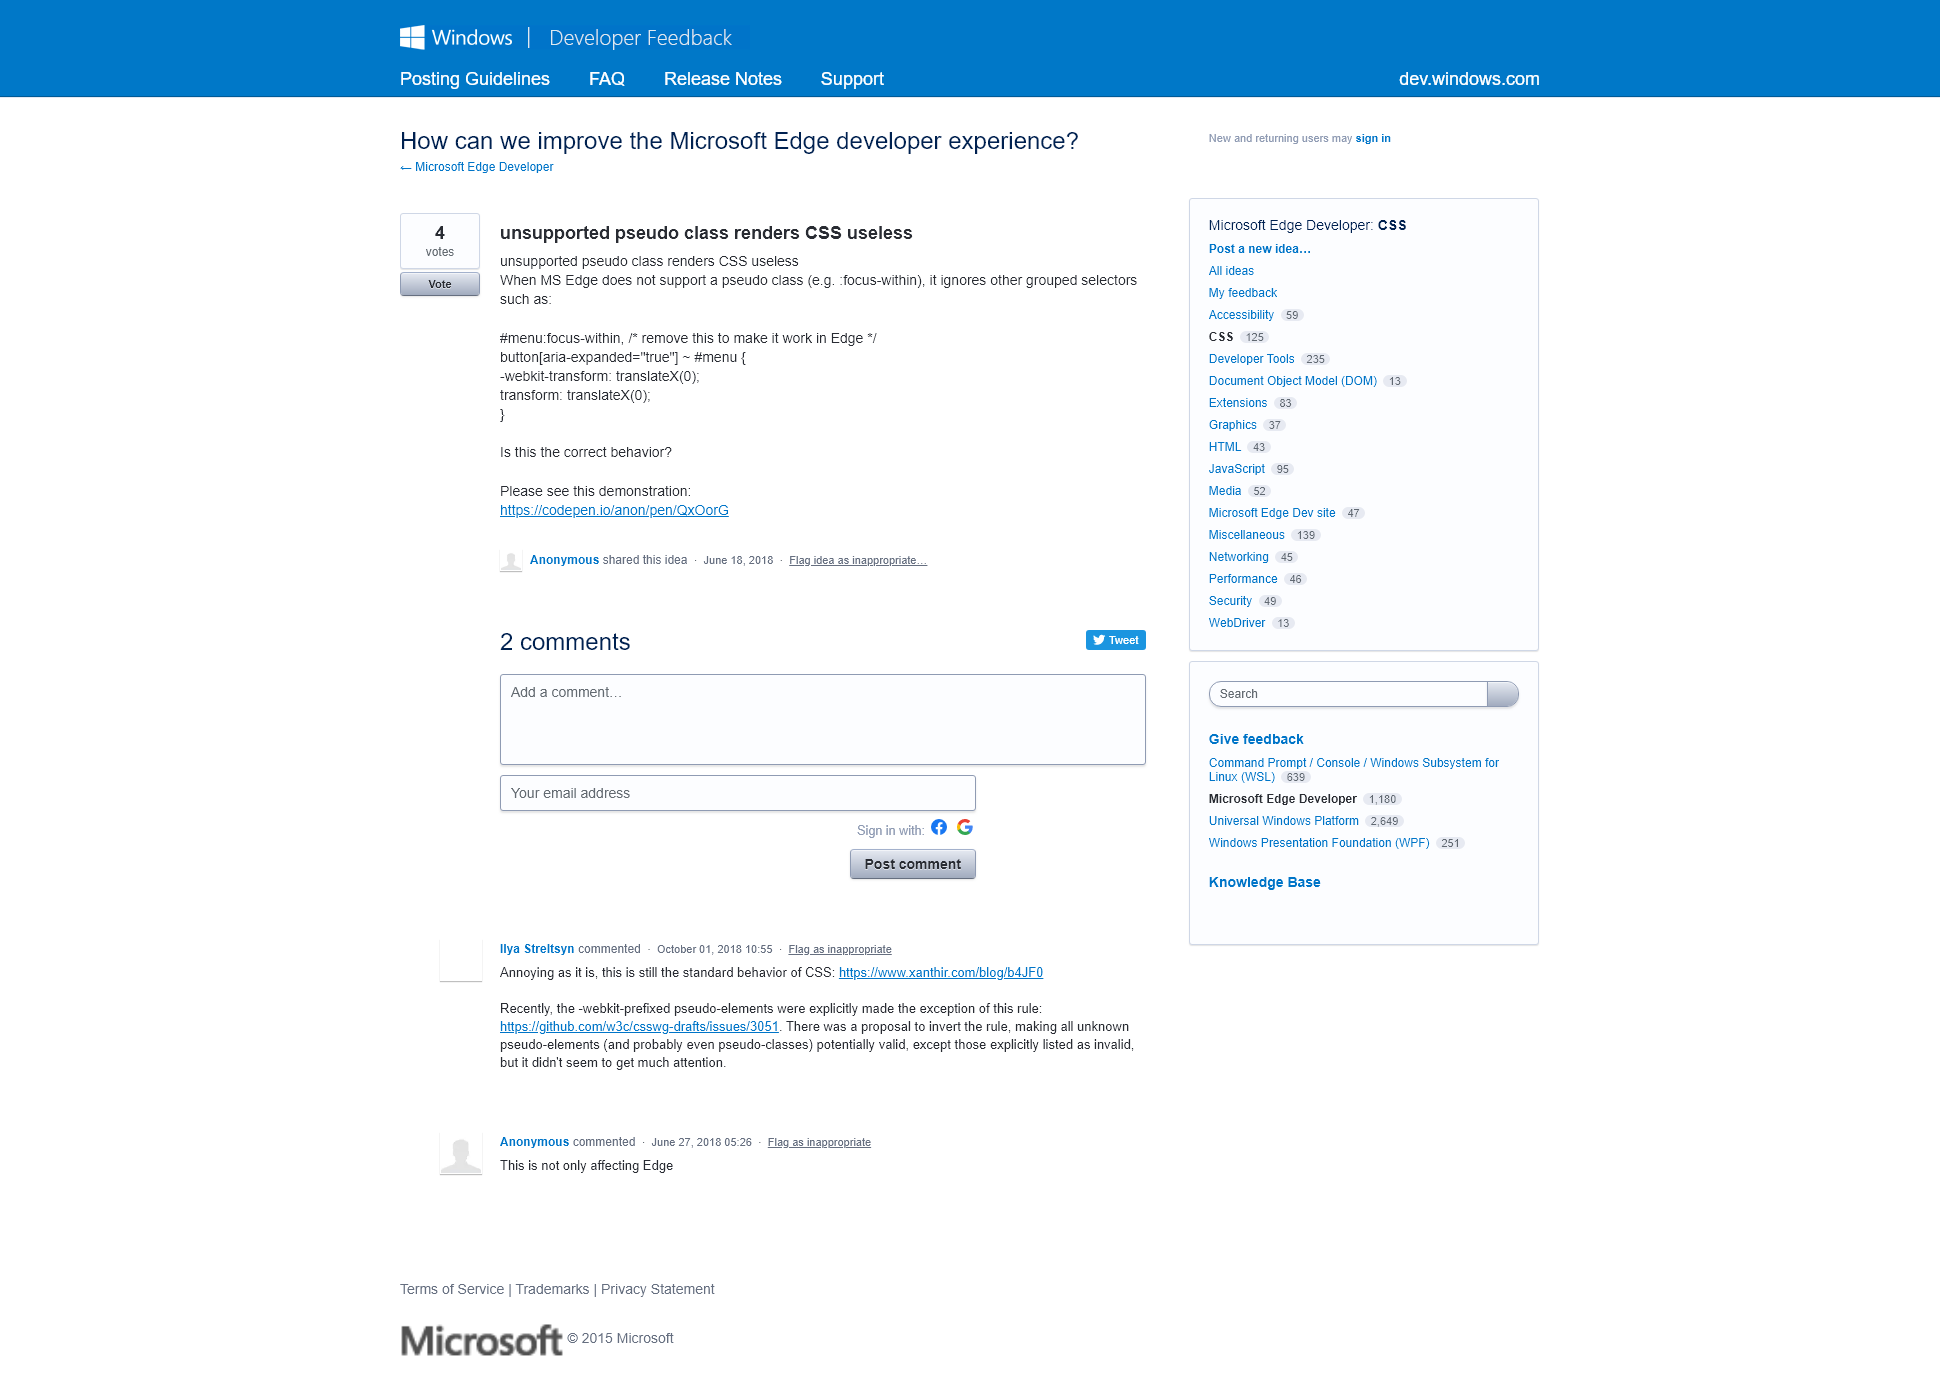 Windows | Developer Feedback
Posting Guidelines FAQ Release Notes Support dev.windows.com
How can we improve the Microsoft Edge developer experience?
← Microsoft Edge Developer
New and returning users may sign in
4
votes
Vote
unsupported pseudo class renders CSS useless
unsupported pseudo class renders CSS useless
When MS Edge does not support a pseudo class (e.g. :focus-within), it ignores other grouped selectors
such as:
#menu:focus-within, /* remove this to make it work in Edge */
button[aria-expanded="true"] ~ #menu {
-webkit-transform: translateX(0);
transform: translateX(0);
}
Is this the correct behavior?
Please see this demonstration:
https://codepen.io/anon/pen/QxOorG
Anonymous shared this idea · June 18, 2018 · Flag idea as inappropriate…
2 comments
Tweet
Add a comment…
Your email address
Sign in with:
Post comment
Ilya Streltsyn commented · October 01, 2018 10:55 · Flag as inappropriate
Annoying as it is, this is still the standard behavior of CSS: https://www.xanthir.com/blog/b4JF0
Recently, the -webkit-prefixed pseudo-elements were explicitly made the exception of this rule:
https://github.com/w3c/csswg-drafts/issues/3051. There was a proposal to invert the rule, making all unknown
pseudo-elements (and probably even pseudo-classes) potentially valid, except those explicitly listed as invalid,
but it didn't seem to get much attention.
Anonymous commented · June 27, 2018 05:26 · Flag as inappropriate
This is not only affecting Edge
Microsoft Edge Developer: CSS
Post a new idea…
All ideas
My feedback
Accessibility 59
CSS 125
Developer Tools 235
Document Object Model (DOM) 13
Extensions 83
Graphics 37
HTML 43
JavaScript 95
Media 52
Microsoft Edge Dev site 47
Miscellaneous 139
Networking 45
Performance 46
Security 49
WebDriver 13
Search
Give feedback
Command Prompt / Console / Windows Subsystem for
Linux (WSL) 639
Microsoft Edge Developer 1,180
Universal Windows Platform 2,649
Windows Presentation Foundation (WPF) 251
Knowledge Base
Terms of Service | Trademarks | Privacy Statement
Microsoft © 2015 Microsoft